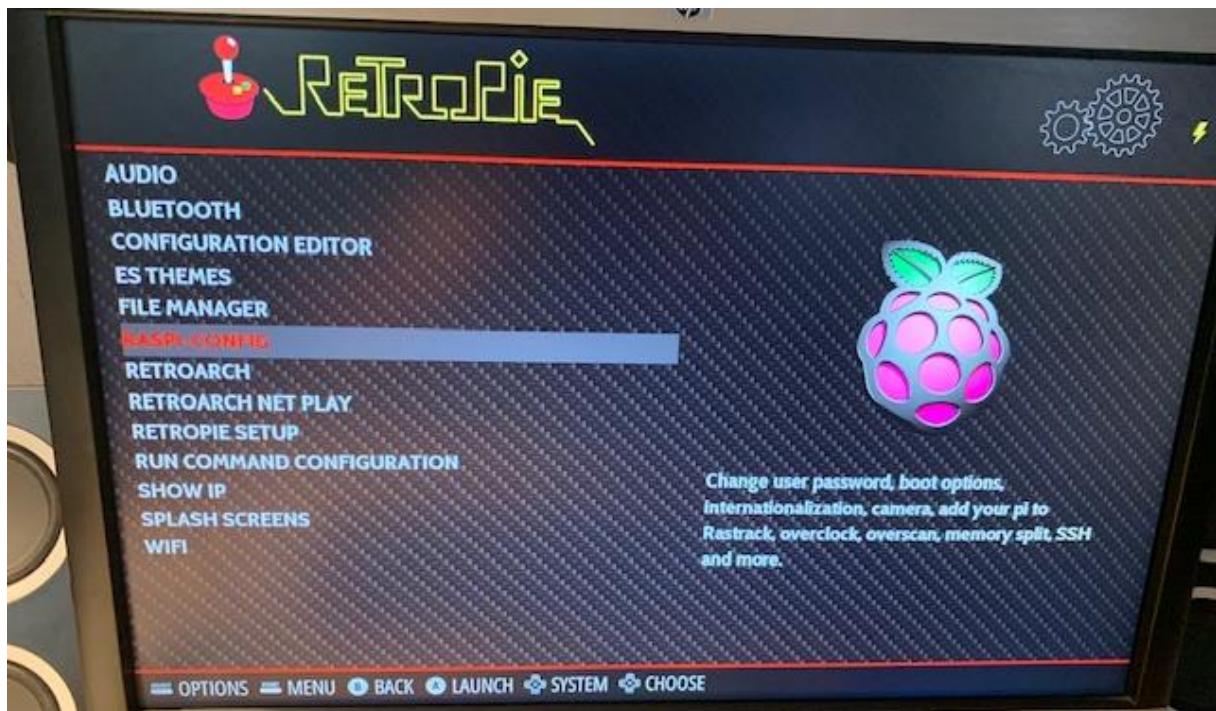 RETROPIE
AUDIO
BLUETOOTH
CONFIGURATION EDITOR
ES THEMES
FILE MANAGER
RASPI-CONFIG
RETROARCH
RETROARCH NET PLAY
RETROPIE SETUP
RUN COMMAND CONFIGURATION
SHOW IP
SPLASH SCREENS
WIFI
Change user password, boot options,
internationalization, camera, add your pi to
Rastrack, overclock, overscan, memory split, SSH
and more.
OPTIONS MENU B BACK A LAUNCH SYSTEM CHOOSE